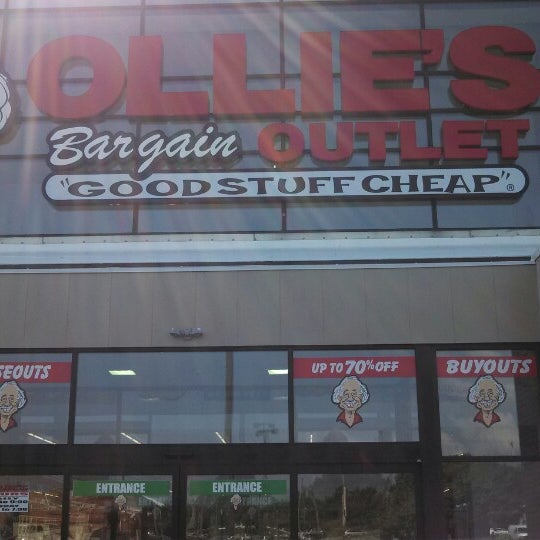 OLLIE'S
Bargain OUTLET
"GOOD STUFF CHEAP"®
SEOUTS
UP TO 70% OFF
BUYOUTS
ENTRANCE
ENTRANCE